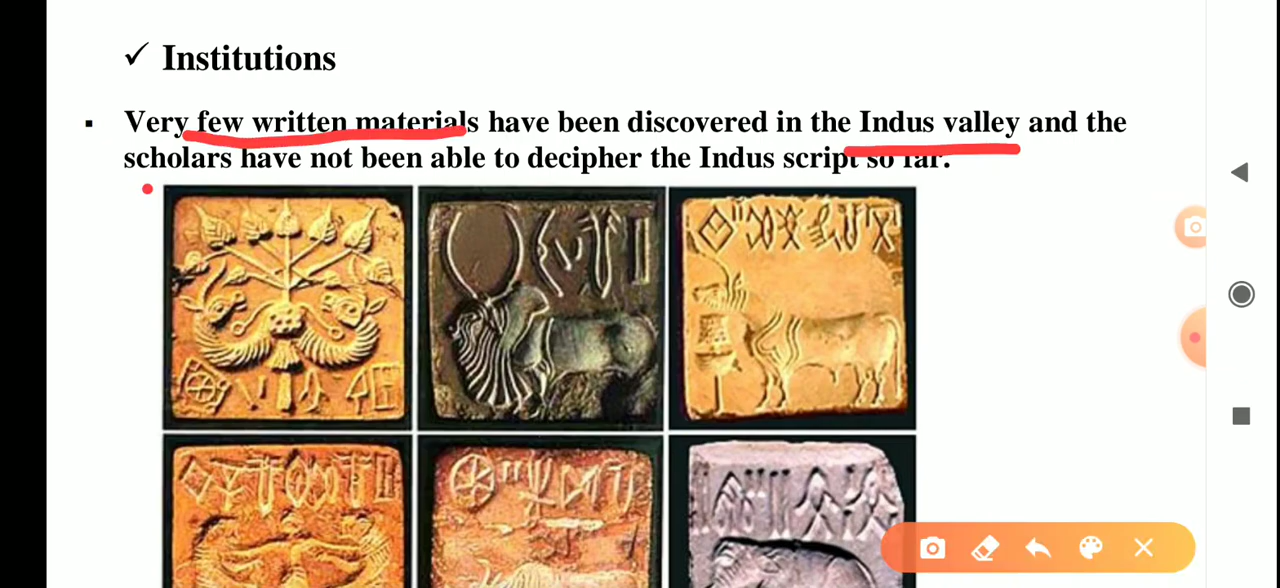 ✓ Institutions
▪ Very few written materials have been discovered in the Indus valley and the
scholars have not been able to decipher the Indus script so far.